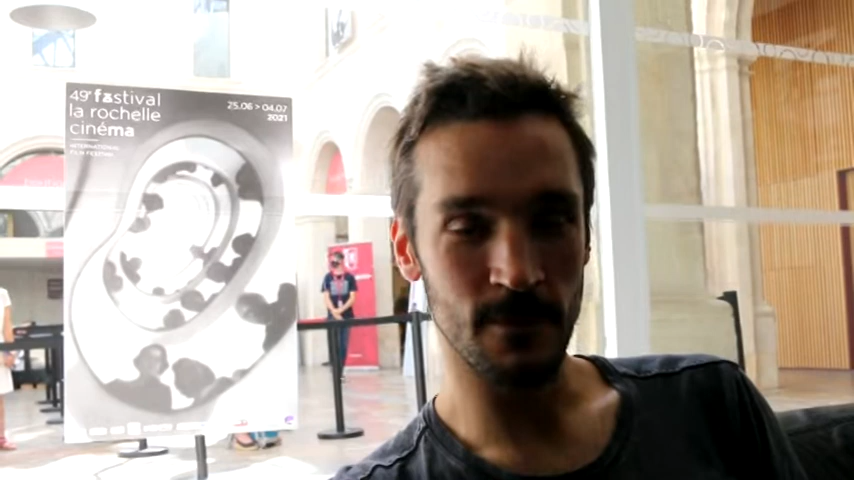 49e festival
la rochelle
cinéma
INTERNATIONAL
FILM FESTIVAL
25.06 > 04.07
2021